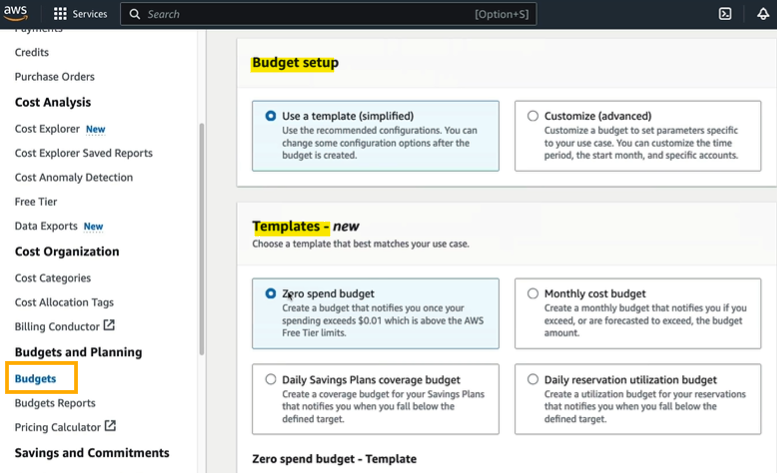 aws
Services
Search
[Option+S]
Payments
Credits
Purchase Orders
Cost Analysis
Cost Explorer New
Cost Explorer Saved Reports
Cost Anomaly Detection
Free Tier
Data Exports New
Cost Organization
Cost Categories
Cost Allocation Tags
Billing Conductor
Budgets and Planning
Budgets
Budgets Reports
Pricing Calculator
Savings and Commitments
Budget setup
Use a template (simplified)
Use the recommended configurations. You can
change some configuration options after the
budget is created.
Customize (advanced)
Customize a budget to set parameters specific
to your use case. You can customize the time
period, the start month, and specific accounts.
Templates - new
Choose a template that best matches your use case.
Zero spend budget
Create a budget that notifies you once your
spending exceeds $0.01 which is above the AWS
Free Tier limits.
Monthly cost budget
Create a monthly budget that notifies you if you
exceed, or are forecasted to exceed, the budget
amount.
Daily Savings Plans coverage budget
Create a coverage budget for your Savings Plans
that notifies you when you fall below the
defined target.
Daily reservation utilization budget
Create a utilization budget for your reservations
that notifies you when you fall below the
defined target.
Zero spend budget - Template